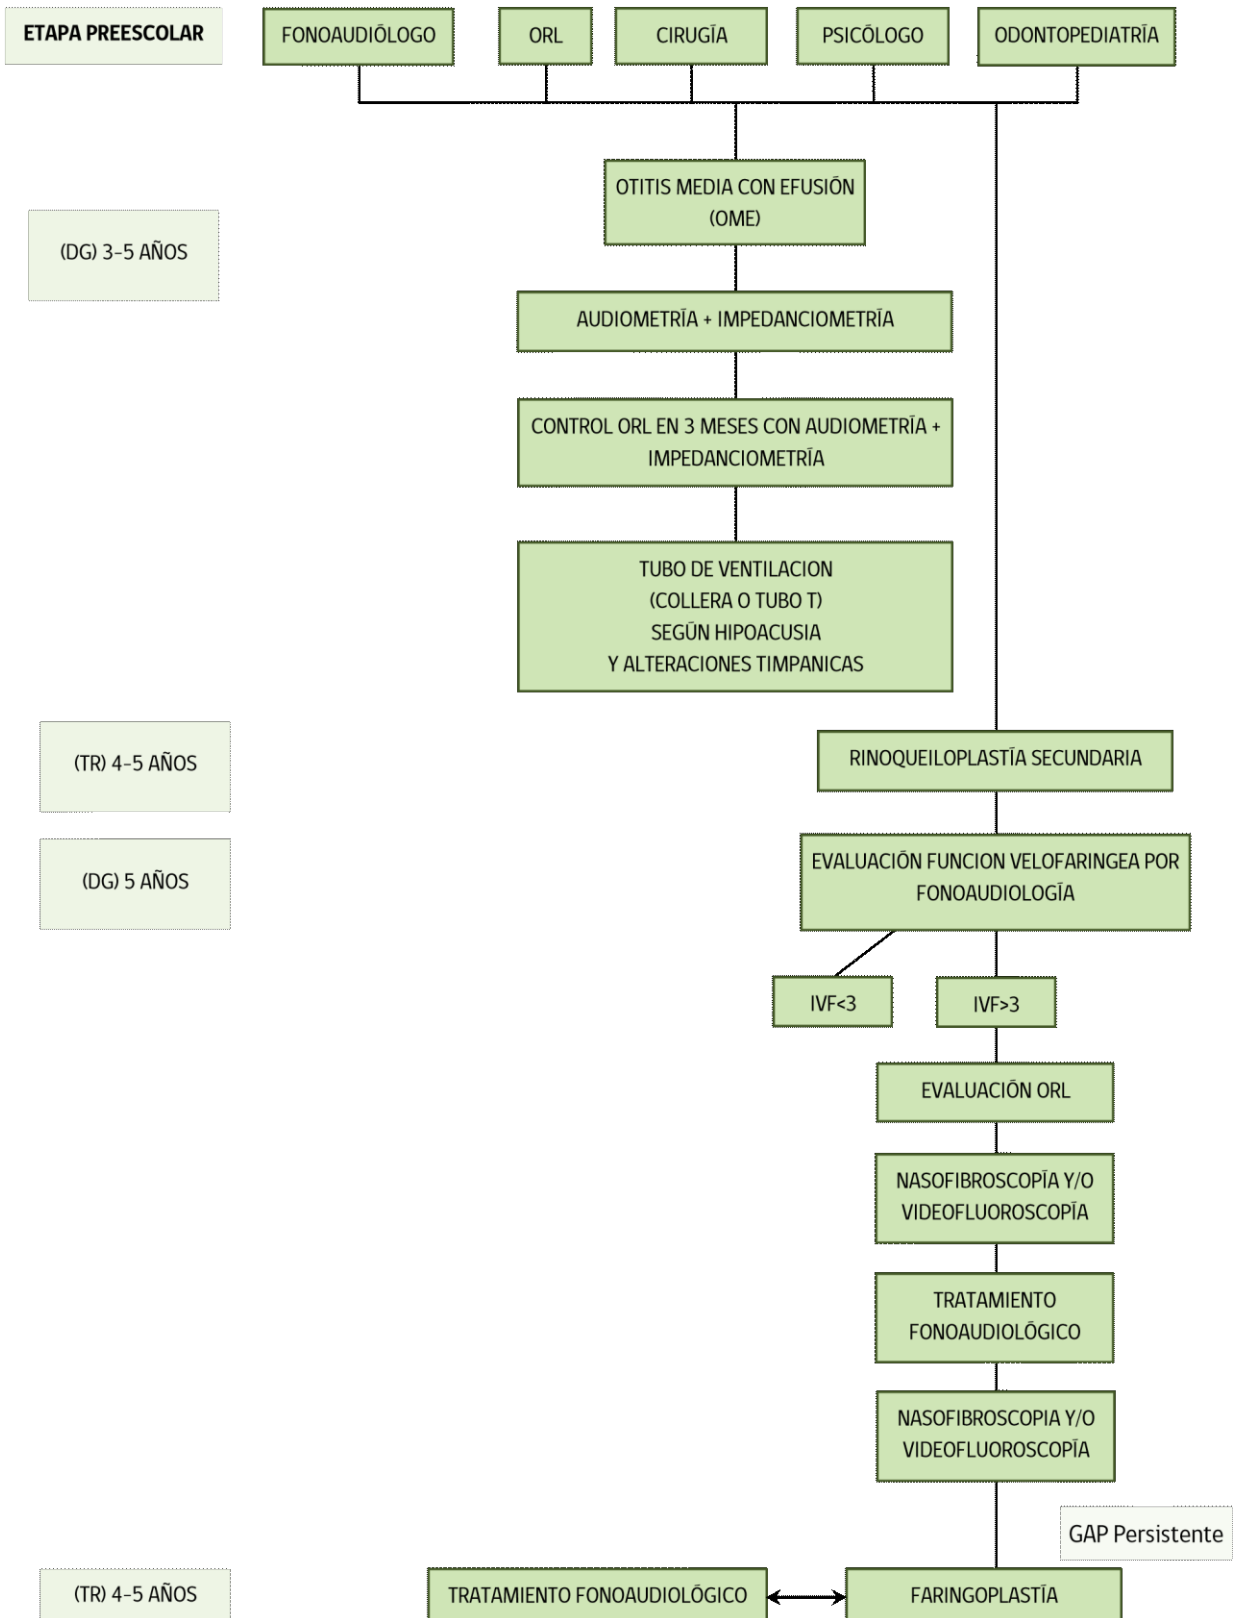 ETAPA PREESCOLAR
FONOAUDIÓLOGO
ORL
CIRUGÍA
PSICÓLOGO
ODONTOPEDIATRÍA
OTITIS MEDIA CON EFUSIÓN
(OME)
(DG) 3-5 AÑOS
AUDIOMETRÍA + IMPEDANCIOMETRÍA
CONTROL ORL EN 3 MESES CON AUDIOMETRÍA +
IMPEDANCIOMETRÍA
TUBO DE VENTILACION
(COLLERA O TUBO T)
SEGÚN HIPOACUSIA
Y ALTERACIONES TIMPANICAS
(TR) 4-5 AÑOS
RINOQUEILOPLASTÍA SECUNDARIA
(DG) 5 AÑOS
EVALUACIÓN FUNCION VELOFARINGEA POR
FONOAUDIOLOGÍA
IVF<3
IVF>3
EVALUACIÓN ORL
NASOFIBROSCOPÍA Y/O
VIDEOFLUOROSCOPÍA
TRATAMIENTO
FONOAUDIOLÓGICO
NASOFIBROSCOPIA Y/O
VIDEOFLUOROSCOPÍA
GAP Persistente
(TR) 4-5 AÑOS
TRATAMIENTO FONOAUDIOLÓGICO
FARINGOPLASTÍA